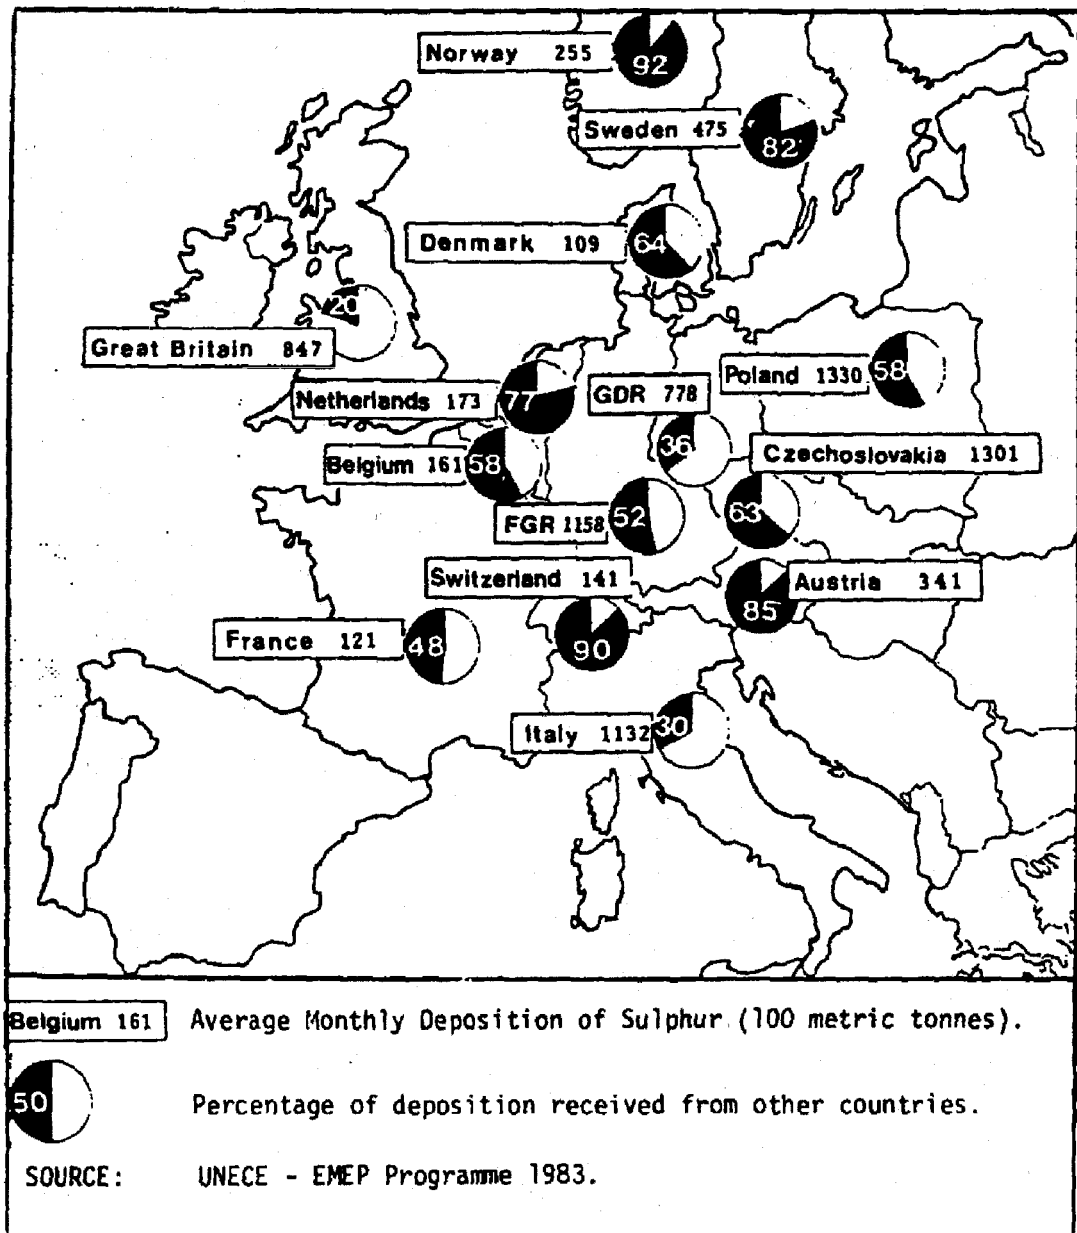 Norway 255
92
Sweden 475
82
Denmark 109
64
20
Great Britain 847
Netherlands 173
77
GDR 778
Poland 1330
58
36
Belgium 161
58
Czechoslovakia 1301
FGR 1158
52
63
Switzerland 141
Austria 341
85
France 121
48
90
Italy 1132
30
Belgium 161 Average Monthly Deposition of Sulphur (100 metric tonnes).
50 Percentage of deposition received from other countries.
SOURCE: UNECE - EMEP Programme 1983.